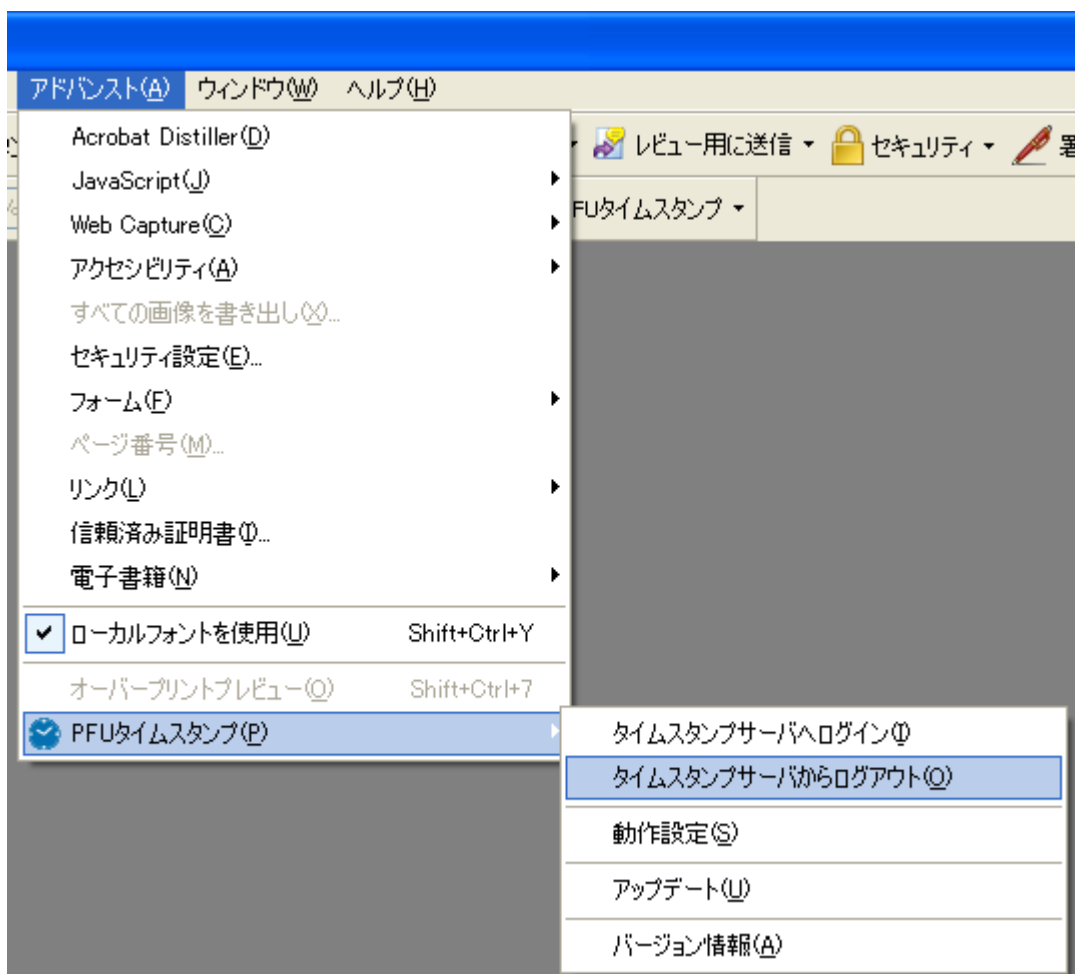 アドバンスト(A) ウィンドウ(W) ヘルプ(H)
Acrobat Distiller(D)
レビュー用に送信 セキュリティ
JavaScript(J)
Web Capture(C)
FUタイムスタンプ
アクセシビリティ(A)
すべての画像を書き出し(X)...
セキュリティ設定(E)...
フォーム(F)
ページ番号(M)...
リンク(L)
信頼済み証明書(T)...
電子書籍(N)
ローカルフォントを使用(U) Shift+Ctrl+Y
オーバープリントプレビュー(O) Shift+Ctrl+7
PFUタイムスタンプ(P)
タイムスタンプサーバへログイン(I)
タイムスタンプサーバからログアウト(O)
動作設定(S)
アップデート(U)
バージョン情報(A)